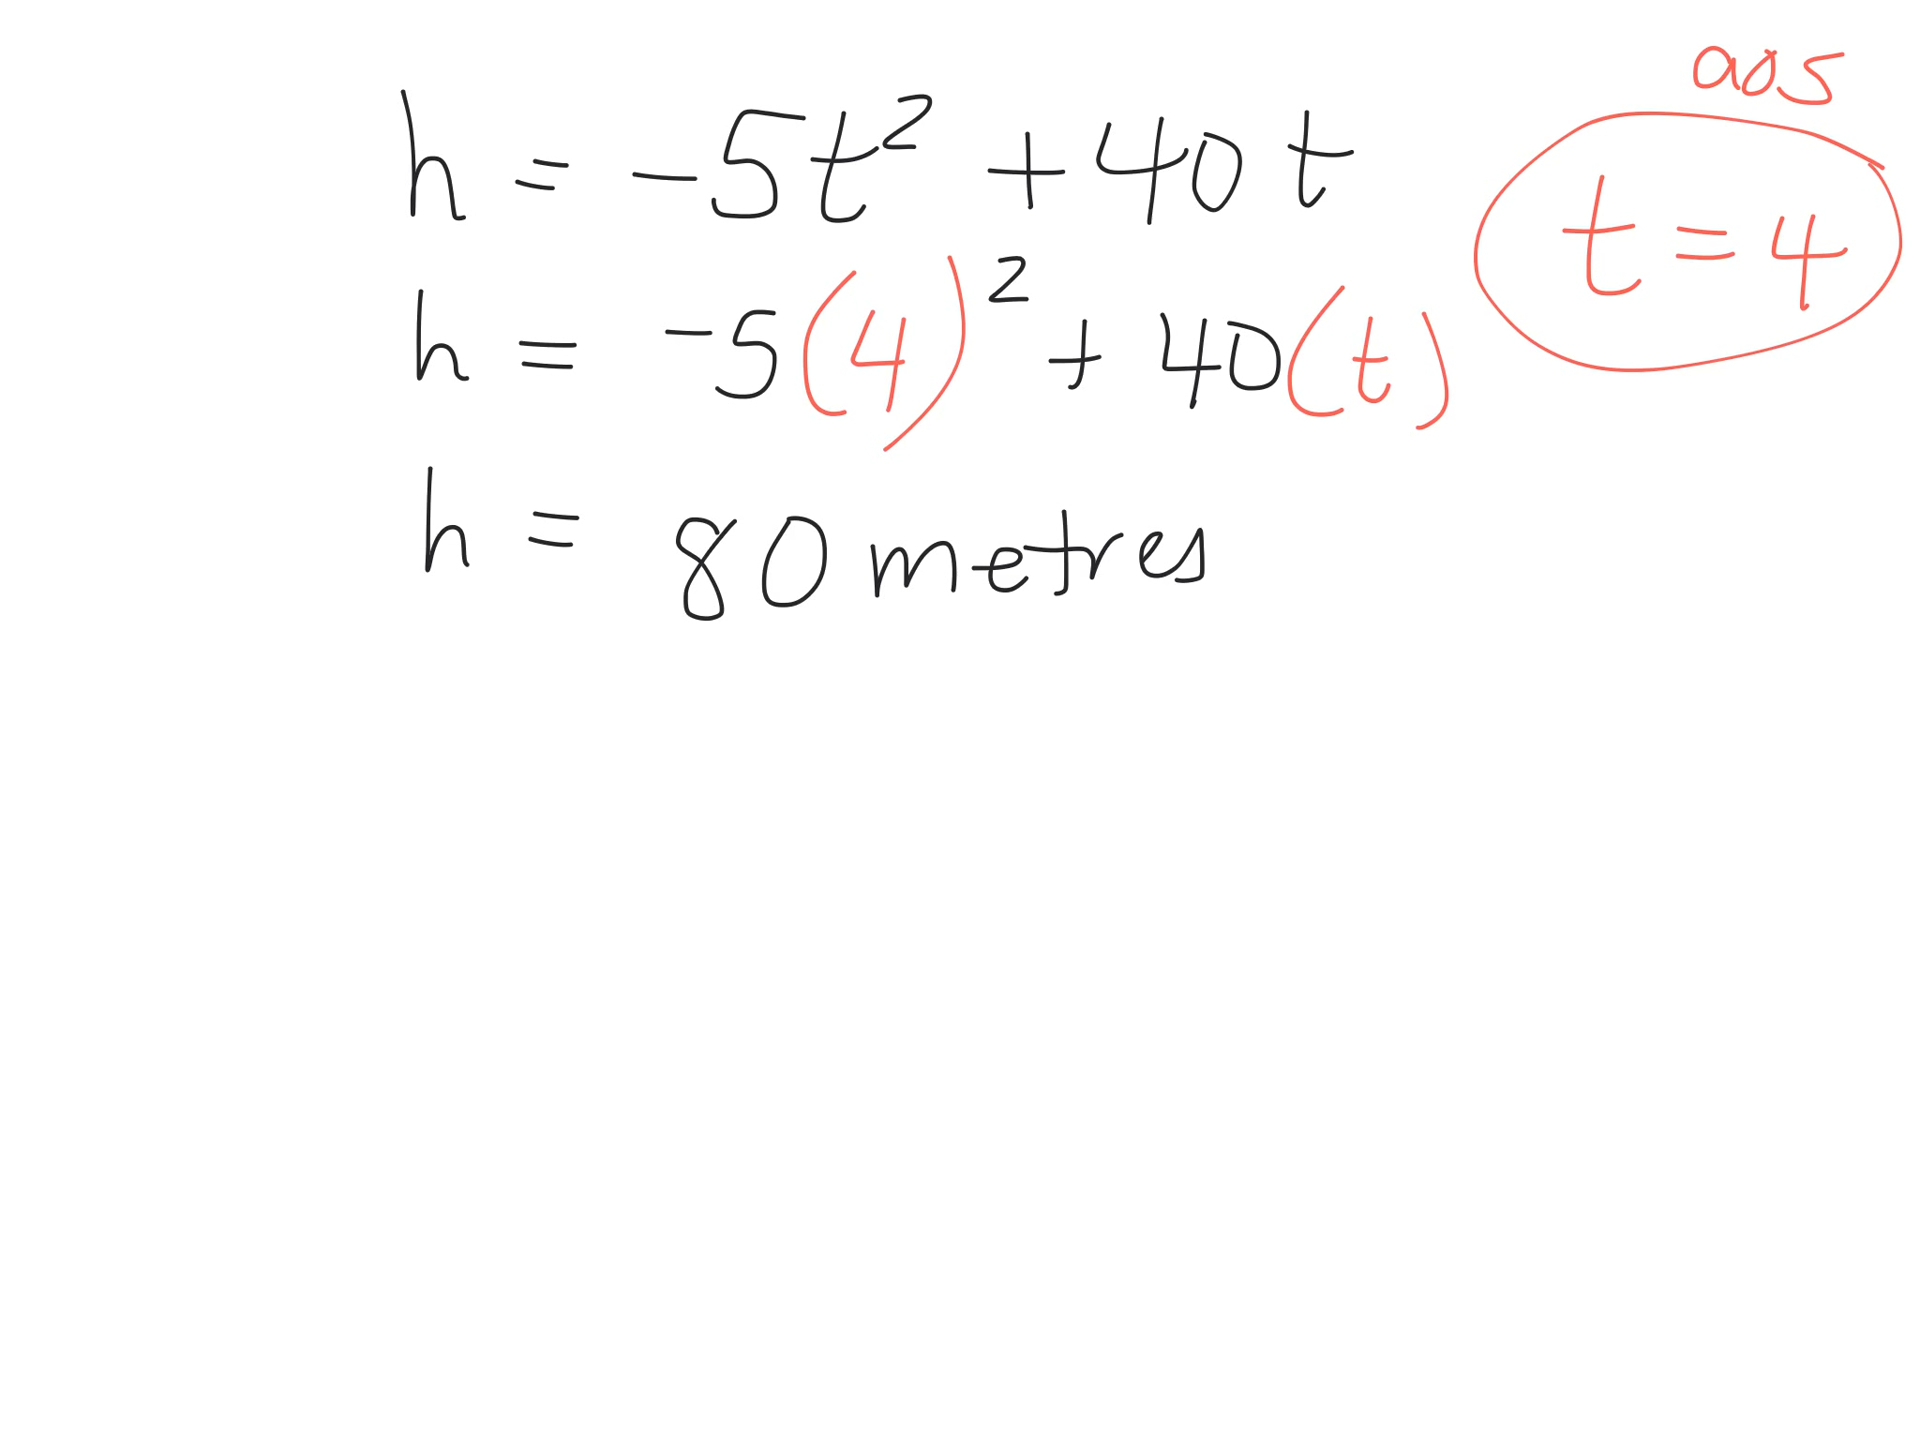 aos
h = -5t² + 40t
t = 4
h = -5(4)² + 40(t)
h = 80 metres